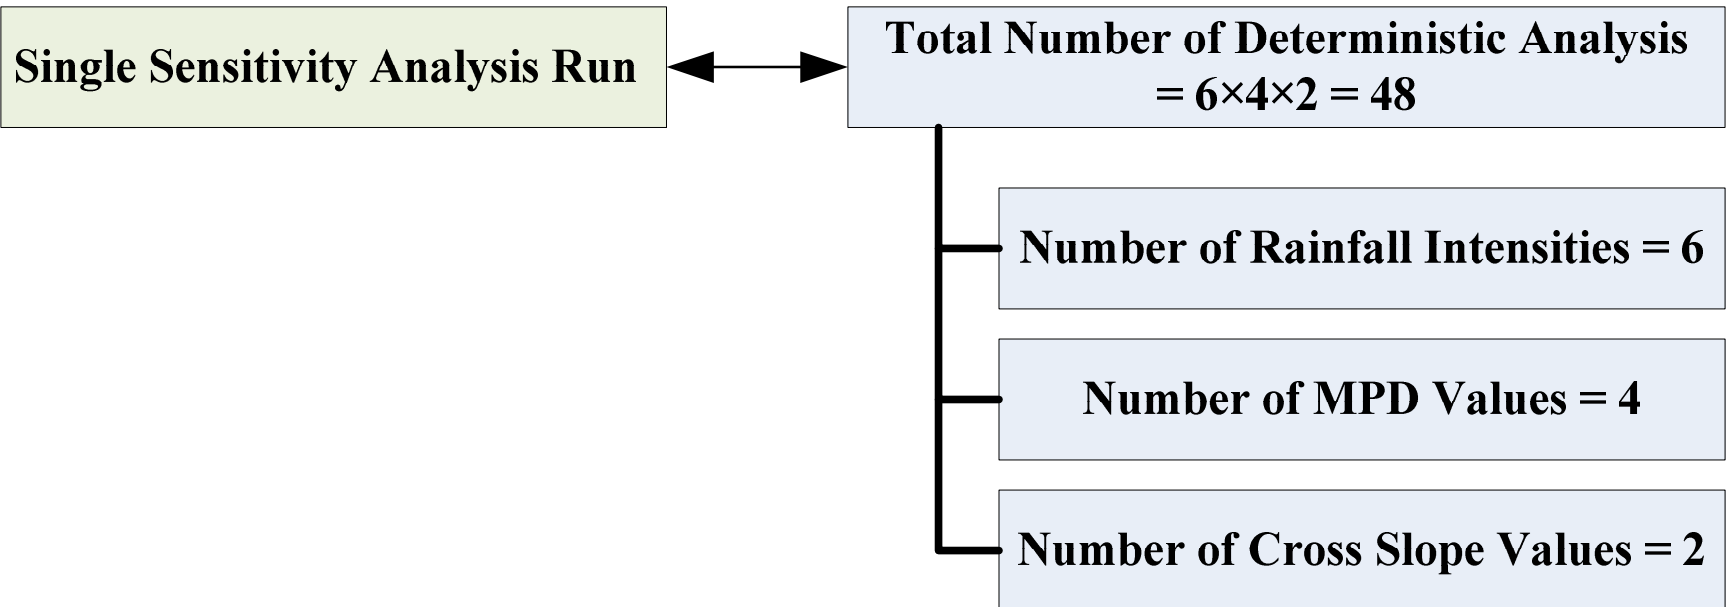 Single Sensitivity Analysis Run
Total Number of Deterministic Analysis
= 6×4×2 = 48
Number of Rainfall Intensities = 6
Number of MPD Values = 4
Number of Cross Slope Values = 2